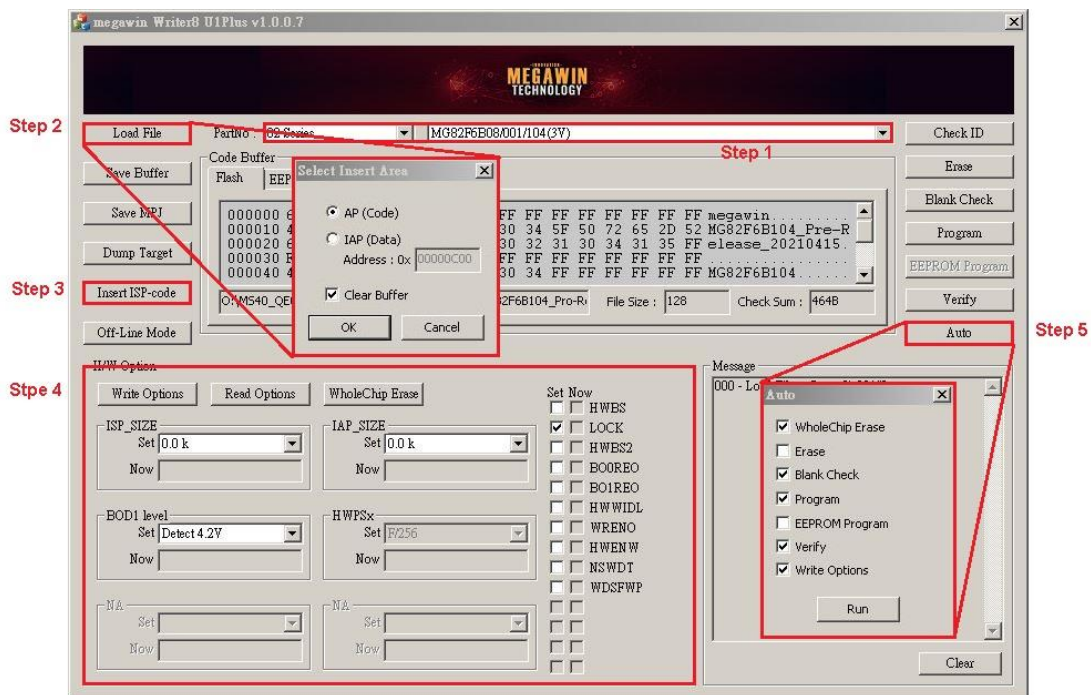 megawin Writer8 U1Plus v1.0.0.7
INNOVATION
MEGAWIN
TECHNOLOGY
Step 2
Load File
PartNo : 82 Series
MG82F6B08/001/104(3V)
Check ID
Step 1
Save Buffer
Code Buffer
Flash
EEP
Select Insert Area
Erase
Save MPJ
AP (Code)
Blank Check
IAP (Data)
Address : 0x 00000C00
Clear Buffer
OK
Cancel
000000 6
FF FF FF FF FF FF FF FF megawin.........
000010 4
30 34 5F 50 72 65 2D 52 MG82F6B104_Pre-R
000020 6
30 32 31 30 34 31 35 FF elease_20210415.
000030 F
FF FF FF FF FF FF FF FF ................
000040 4
30 34 FF FF FF FF FF FF MG82F6B104......
Dump Target
Program
EEPROM Program
Step 3
Insert ISP-code
82F6B104_Pro-R
File Size : 128
Check Sum : 464B
Verify
Off-Line Mode
Auto
Step 5
Stpe 4
H/W Option
Write Options
Read Options
WholeChip Erase
Set Now
HWBS
LOCK
HWBS2
BO0REO
BO1REO
HWWIDL
WRENO
HWENW
NSWDT
WDSFWP
ISP_SIZE
Set 0.0 k
Now
IAP_SIZE
Set 0.0 k
Now
BOD1 level
Set Detect 4.2V
Now
HWPSx
Set F/256
Now
NA
Set
Now
NA
Set
Now
Message
Auto
WholeChip Erase
Erase
Blank Check
Program
EEPROM Program
Verify
Write Options
Run
Clear